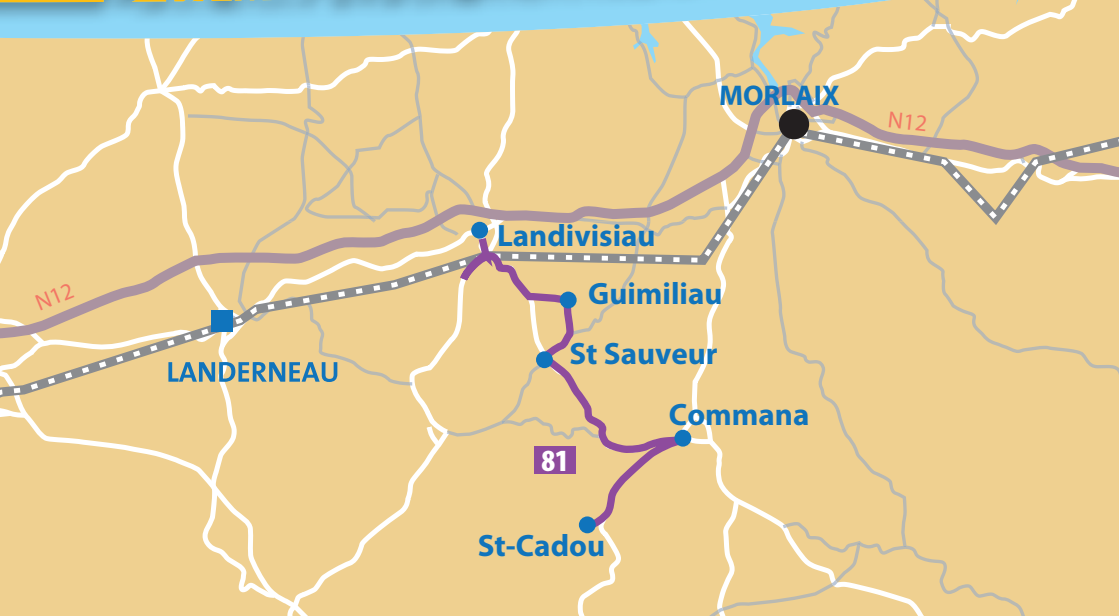 MORLAIX
N12
Landivisiau
N12
Guimiliau
LANDERNEAU
St Sauveur
Commana
81
St-Cadou